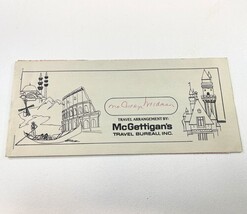 TRAVEL ARRANGEMENT BY:
McGettigan's
TRAVEL BUREAU, INC.